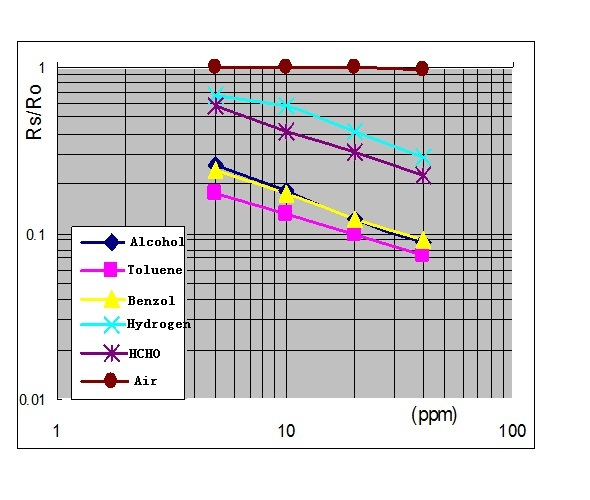 1
Rs/Ro
0.1
Alcohol
Toluene
Benzol
Hydrogen
HCHO
Air
0.01
(ppm)
1 10 100